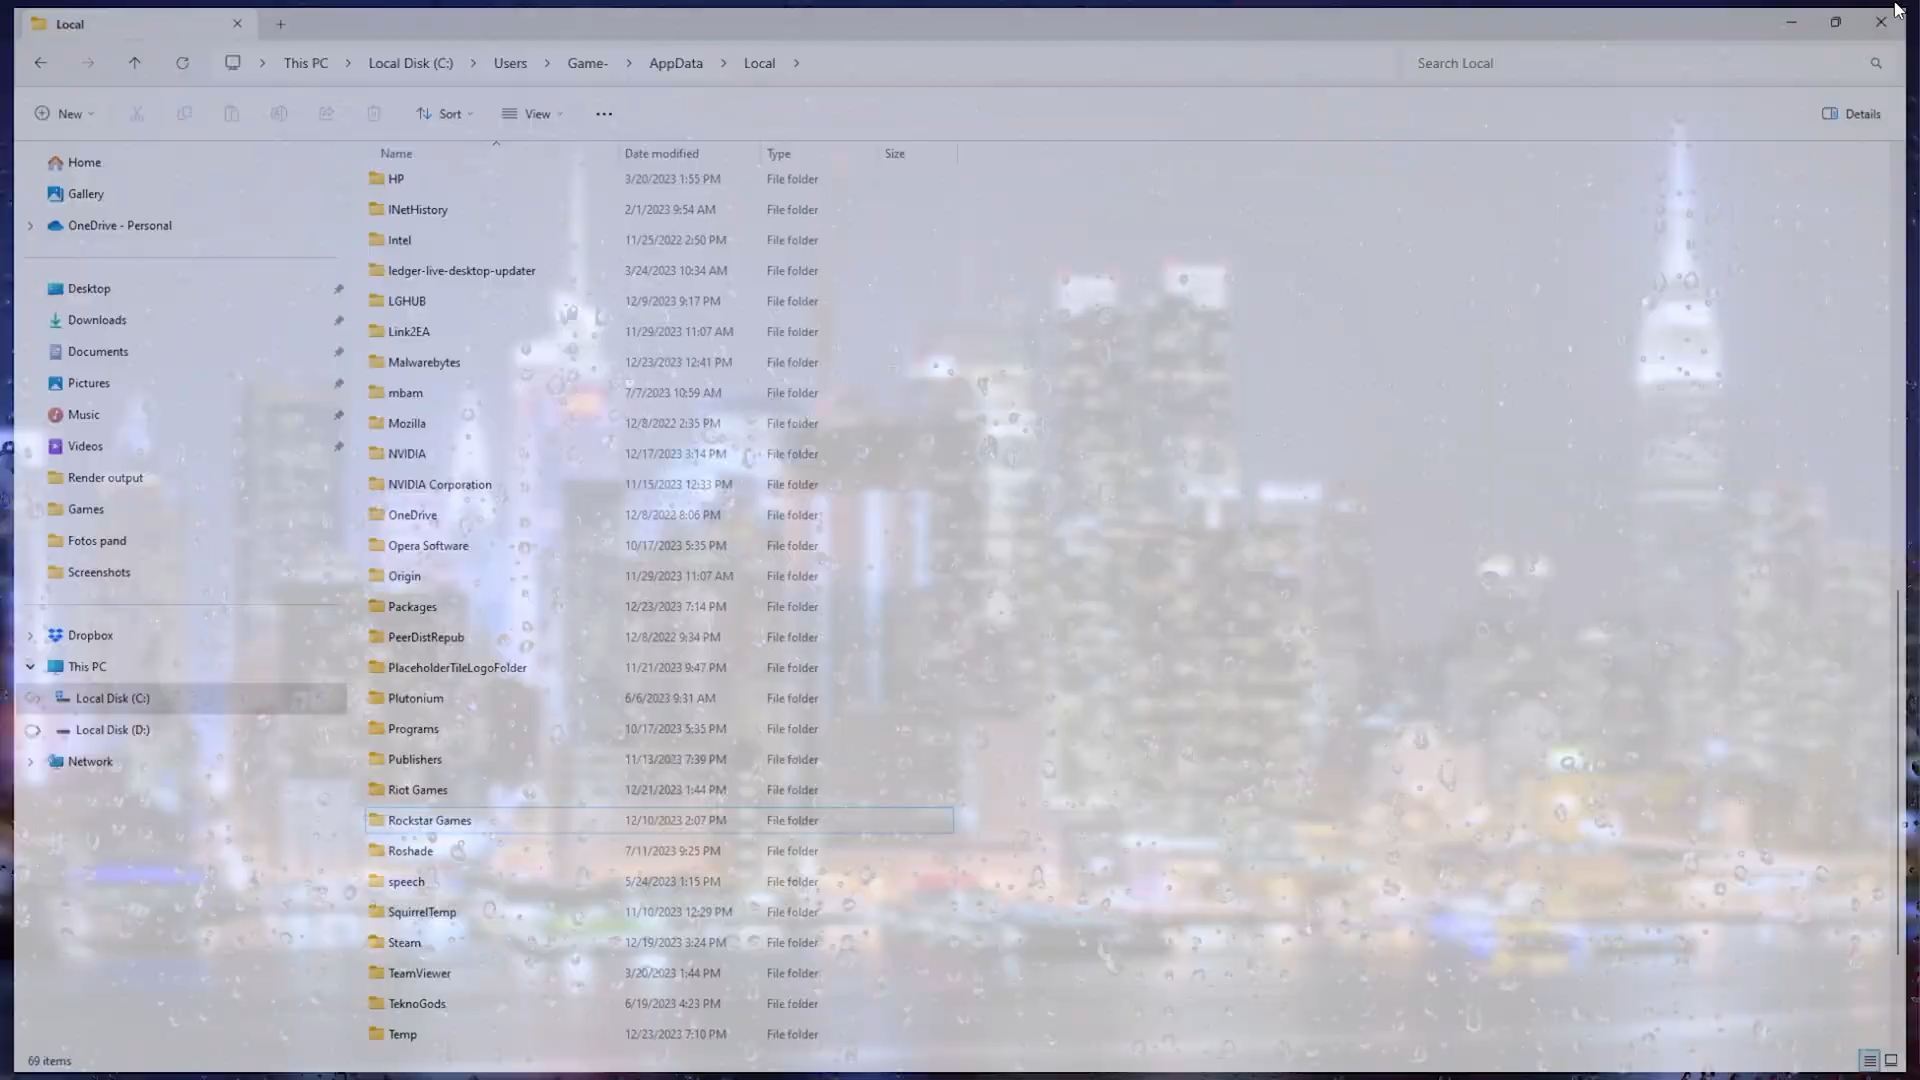 Local
This PC
Local Disk (C:)
Users
Game-
AppData
Local
Search Local
New
Sort
View
Details
Name Date modified Type Size
Home
Gallery
OneDrive - Personal
Desktop
Downloads
Documents
Pictures
Music
Videos
Render output
Games
Fotos pand
Screenshots
Dropbox
This PC
Local Disk (C:)
Local Disk (D:)
Network
HP 3/20/2023 1:55 PM File folder
INetHistory 2/1/2023 9:54 AM File folder
Intel 11/25/2022 2:50 PM File folder
ledger-live-desktop-updater 3/24/2023 10:34 AM File folder
LGHUB 12/9/2023 9:17 PM File folder
Link2EA 11/29/2023 11:07 AM File folder
Malwarebytes 12/23/2023 12:41 PM File folder
mbam 7/7/2023 10:59 AM File folder
Mozilla 12/8/2022 2:35 PM File folder
NVIDIA 12/17/2023 3:14 PM File folder
NVIDIA Corporation 11/15/2023 12:33 PM File folder
OneDrive 12/8/2022 8:06 PM File folder
Opera Software 10/17/2023 5:35 PM File folder
Origin 11/29/2023 11:07 AM File folder
Packages 12/23/2023 7:14 PM File folder
PeerDistRepub 12/8/2022 9:34 PM File folder
PlaceholderTileLogoFolder 11/21/2023 9:47 PM File folder
Plutonium 6/6/2023 9:31 AM File folder
Programs 10/17/2023 5:35 PM File folder
Publishers 11/13/2023 7:39 PM File folder
Riot Games 12/21/2023 1:44 PM File folder
Rockstar Games 12/10/2023 2:07 PM File folder
Roshade 7/11/2023 9:25 PM File folder
speech 5/24/2023 1:15 PM File folder
SquirrelTemp 11/10/2023 12:29 PM File folder
Steam 12/19/2023 3:24 PM File folder
TeamViewer 3/20/2023 1:44 PM File folder
TeknoGods 6/19/2023 4:23 PM File folder
Temp 12/23/2023 7:10 PM File folder
69 items